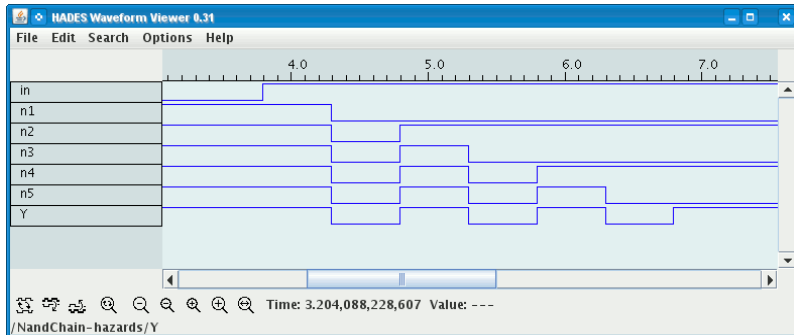 HADES Waveform Viewer 0.31
File Edit Search Options Help
4.0 5.0 6.0 7.0
in
n1
n2
n3
n4
n5
Y
Time: 3.204,088,228,607 Value: ---
/NandChain-hazards/Y